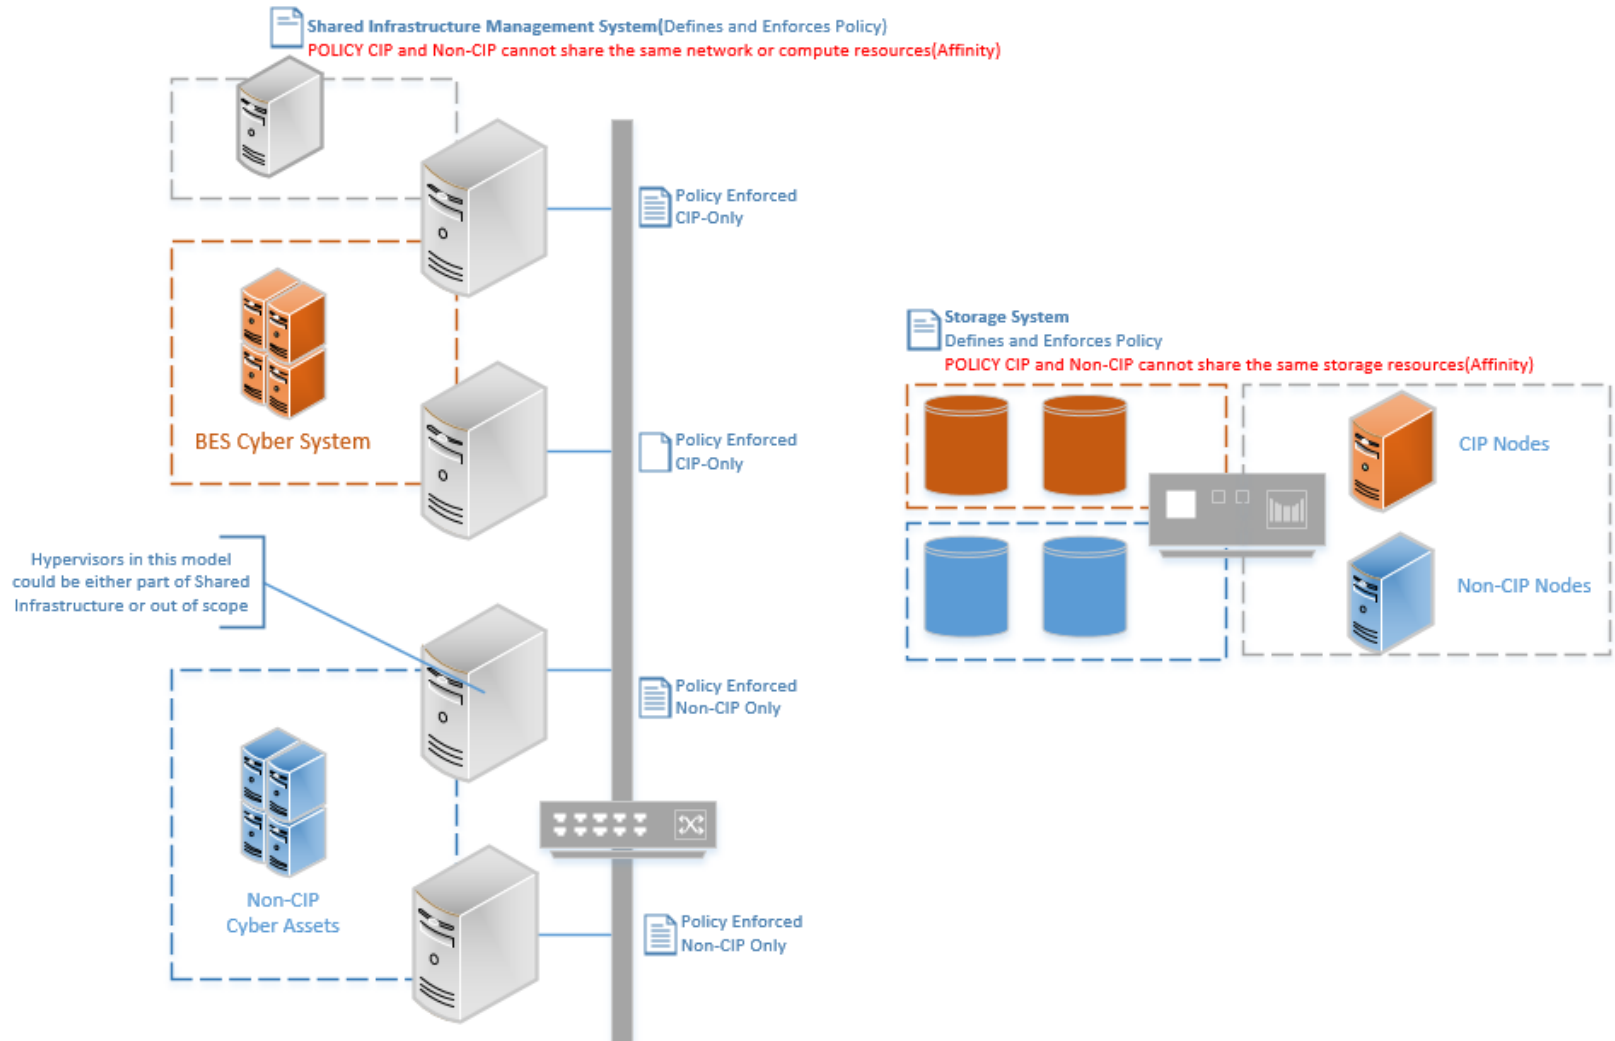 Shared Infrastructure Management System(Defines and Enforces Policy)
POLICY CIP and Non-CIP cannot share the same network or compute resources(Affinity)
Policy Enforced
CIP-Only
BES Cyber System
Policy Enforced
CIP-Only
Hypervisors in this model
could be either part of Shared
Infrastructure or out of scope
Policy Enforced
Non-CIP Only
Non-CIP
Cyber Assets
Policy Enforced
Non-CIP Only
Storage System
Defines and Enforces Policy
POLICY CIP and Non-CIP cannot share the same storage resources(Affinity)
CIP Nodes
Non-CIP Nodes